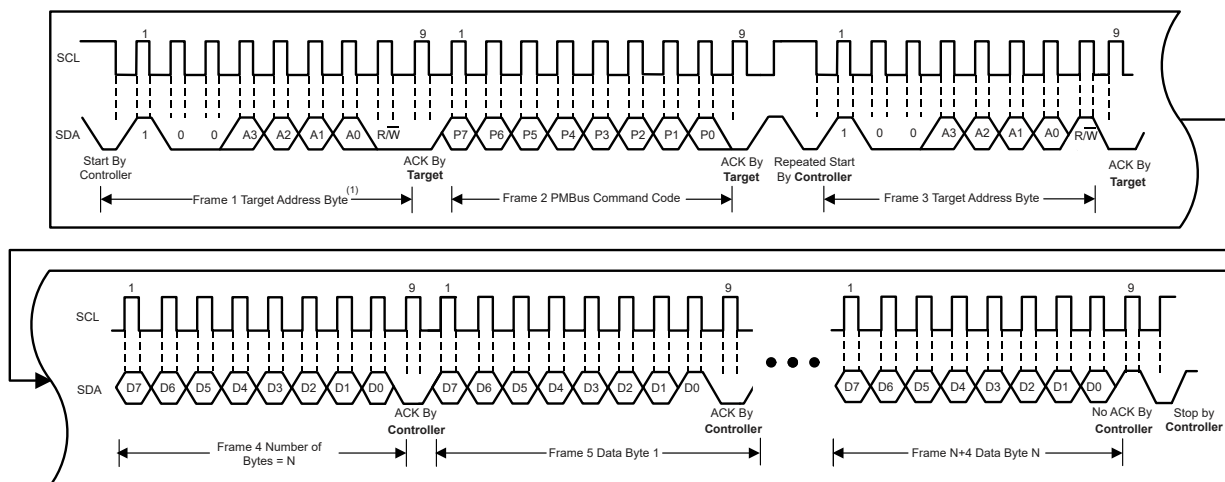 1 9 1 9 1 9
SCL
SDA 1 0 0 A3 A2 A1 A0 R/W̅ P7 P6 P5 P4 P3 P2 P1 P0 1 0 0 A3 A2 A1 A0 R/W̅
Start By
Controller
ACK By
Target
ACK By
Target
Repeated Start
By Controller
ACK By
Target
Frame 1 Target Address Byte (1)
Frame 2 PMBus Command Code
Frame 3 Target Address Byte
1 9 1 9 1 9
SCL
SDA D7 D6 D5 D4 D3 D2 D1 D0 D7 D6 D5 D4 D3 D2 D1 D0 D7 D6 D5 D4 D3 D2 D1 D0
ACK By
Controller
ACK By
Controller
No ACK By
Controller
Stop by
Controller
Frame 4 Number of
Bytes = N
Frame 5 Data Byte 1
Frame N+4 Data Byte N